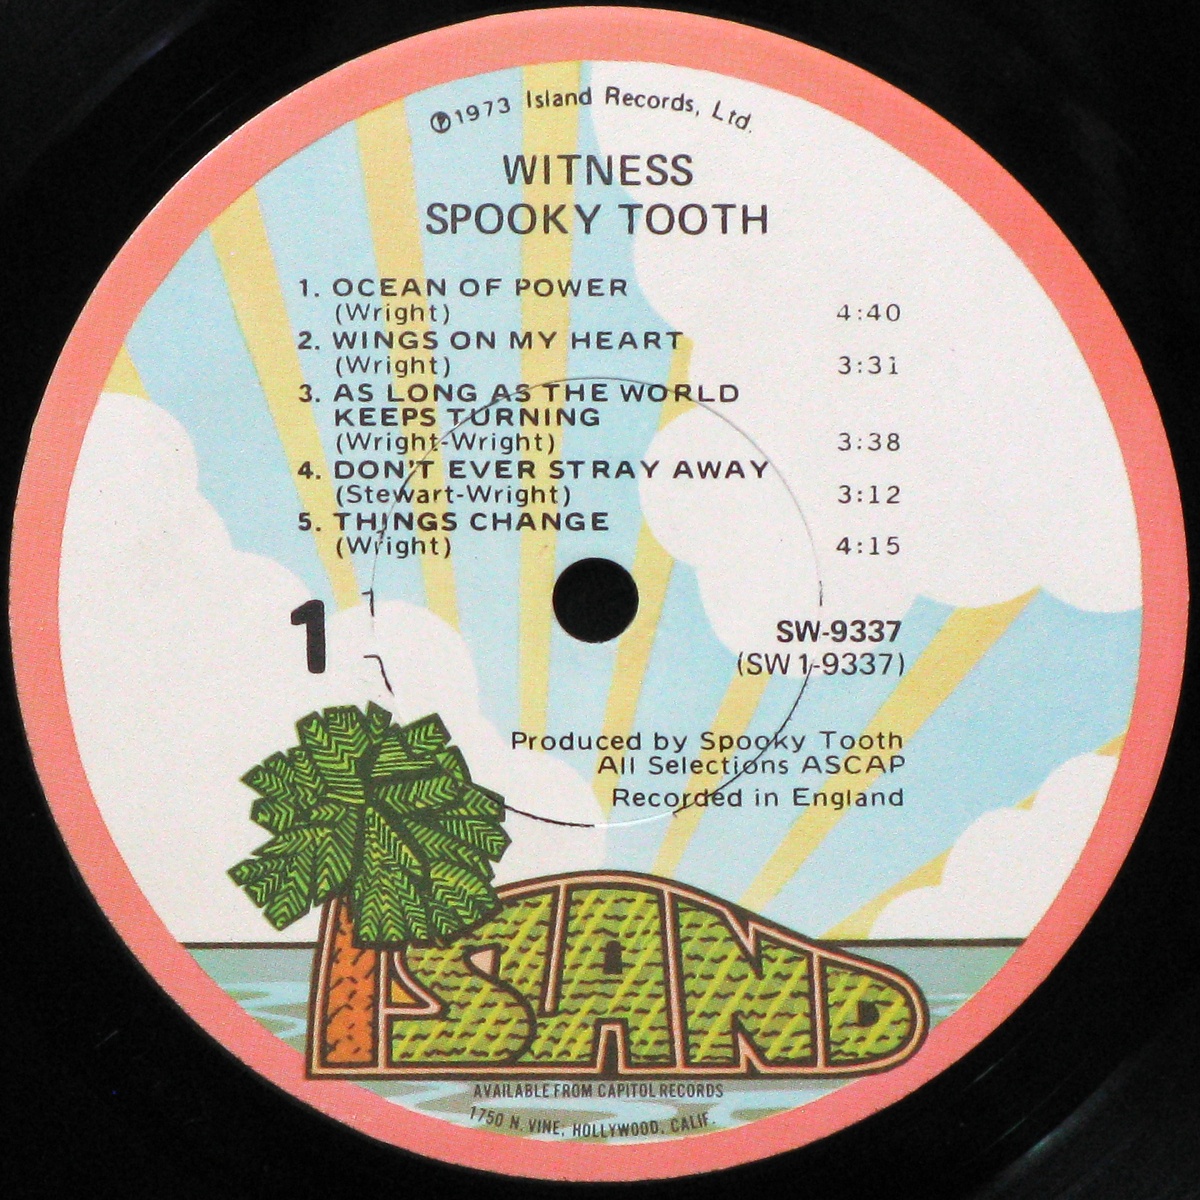 ℗1973 Island Records, Ltd.
WITNESS
SPOOKY TOOTH
1. OCEAN OF POWER
(Wright) 4:40
2. WINGS ON MY HEART
(Wright) 3:31
3. AS LONG AS THE WORLD
KEEPS TURNING
(Wright-Wright) 3:38
4. DON'T EVER STRAY AWAY
(Stewart-Wright) 3:12
5. THINGS CHANGE
(Wright) 4:15
1
SW-9337
(SW 1-9337)
Produced by Spooky Tooth
All Selections ASCAP
Recorded in England
ISLAND
AVAILABLE FROM CAPITOL RECORDS
1750 N. VINE, HOLLYWOOD, CALIF.